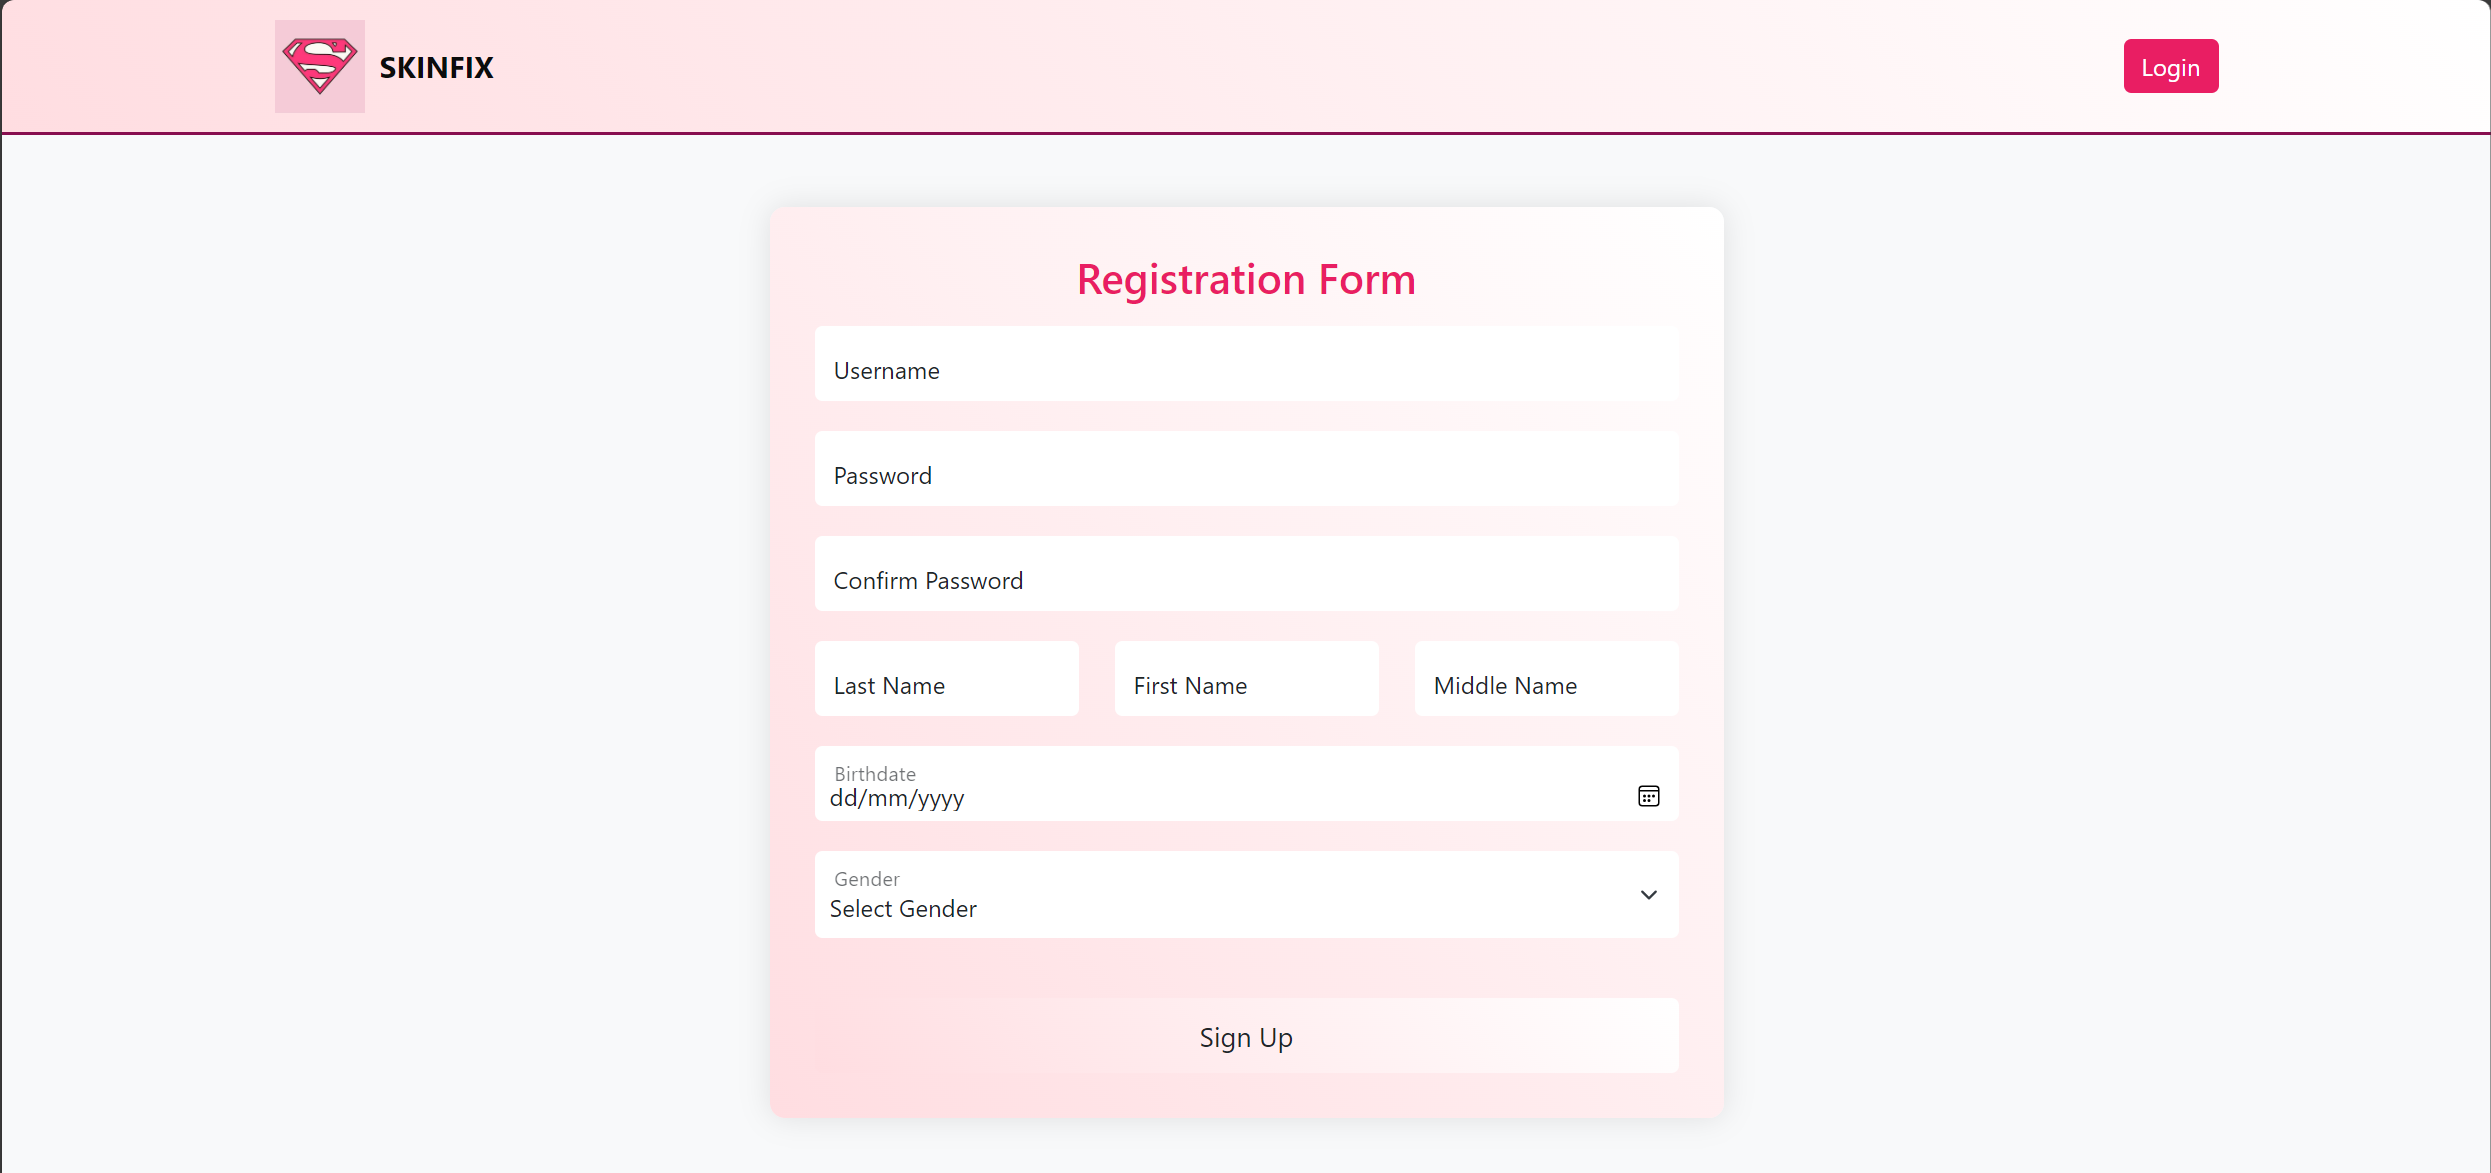 SKINFIX
Login
Registration Form
Username
Password
Confirm Password
Last Name First Name Middle Name
Birthdate
dd/mm/yyyy
Gender
Select Gender
Sign Up